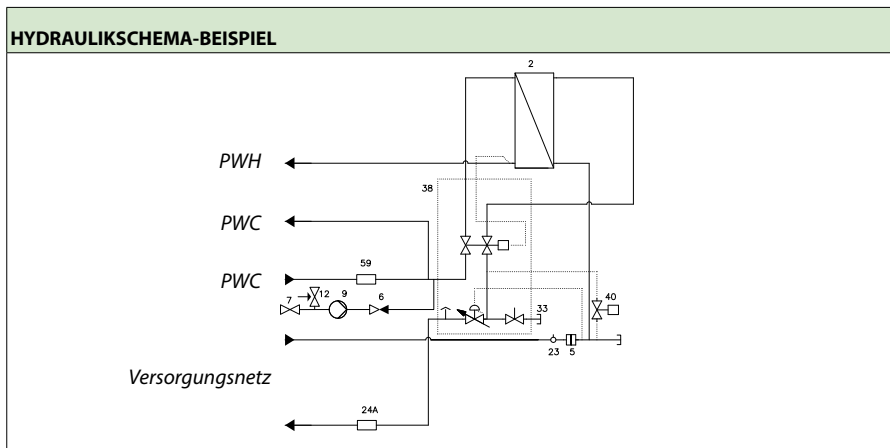 HYDRAULIKSCHEMA-BEISPIEL
2
PWH
38
PWC
59
PWC
12
7
9
6
33
40
23
5
Versorgungsnetz
24A